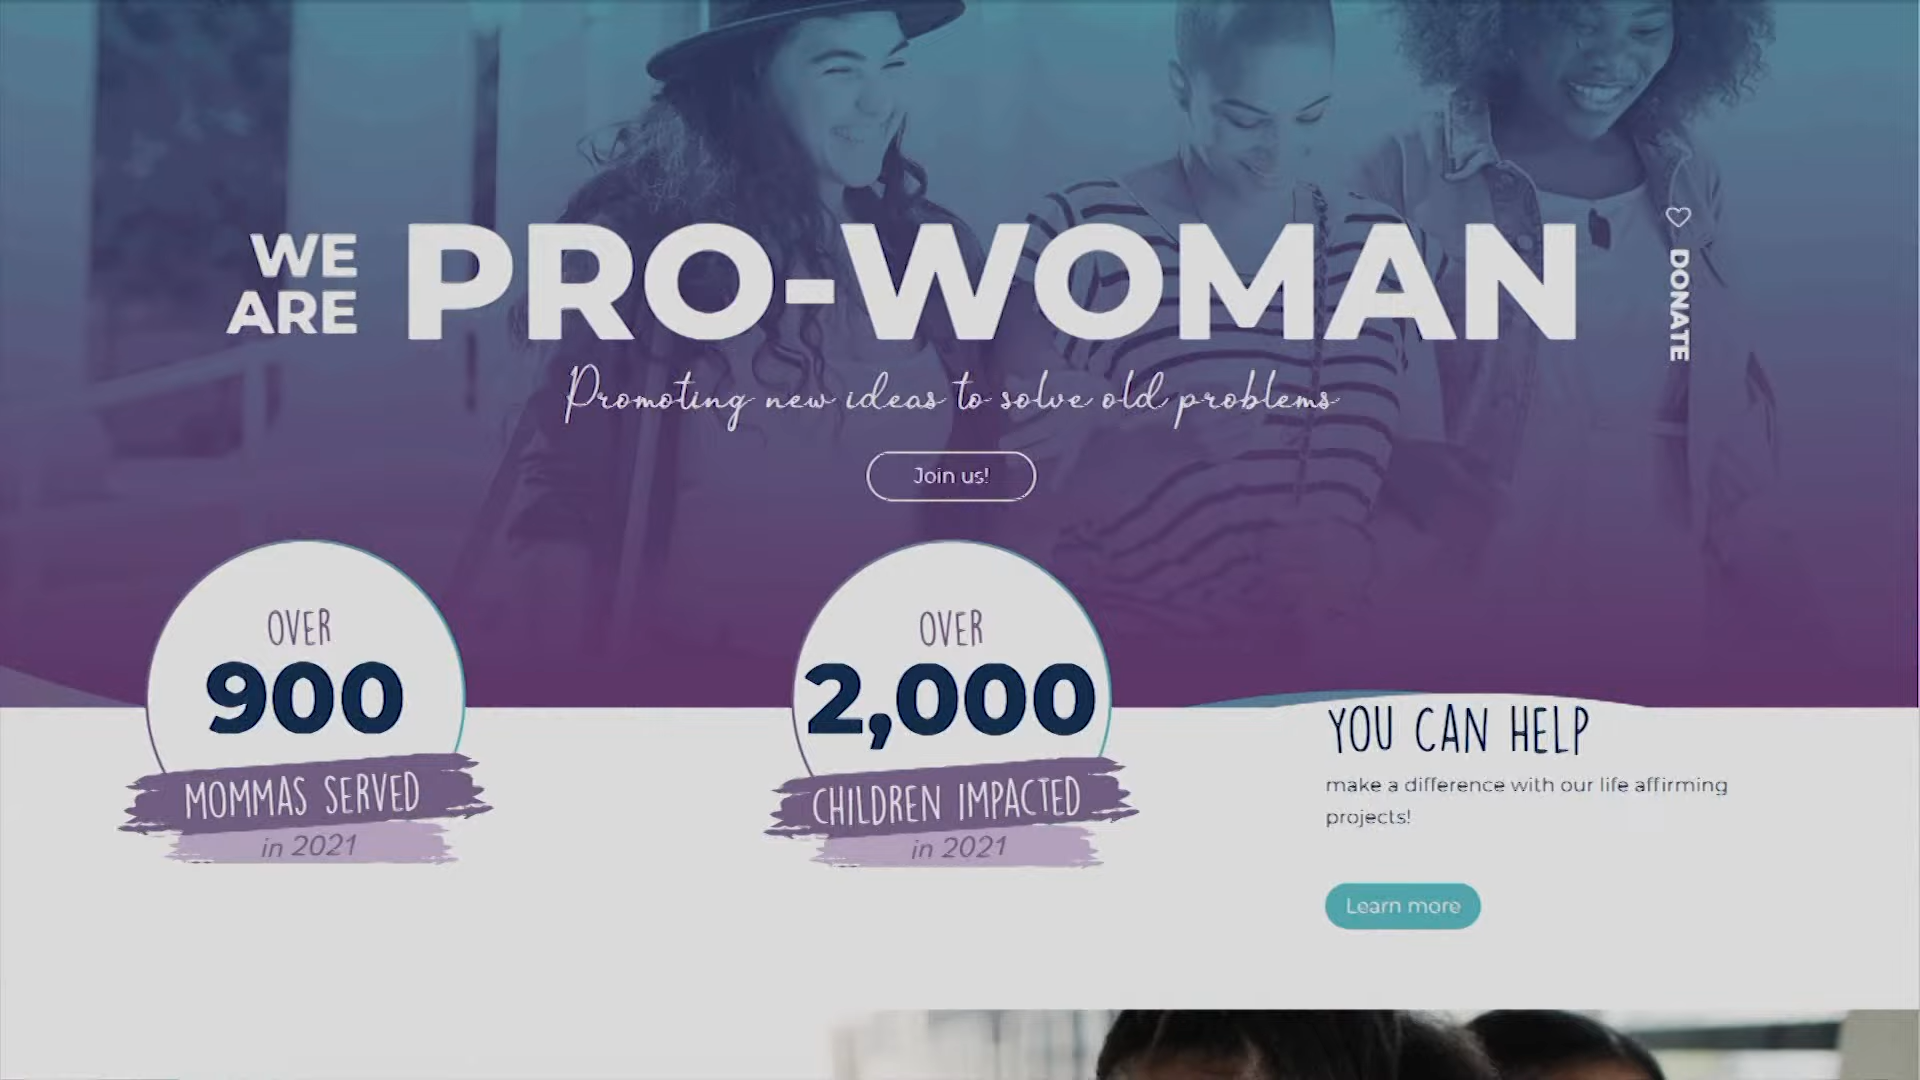 WE
ARE
PRO-WOMAN
DONATE
Promoting new ideas to solve old problems
Join us!
OVER
900
MOMMAS SERVED
in 2021
OVER
2,000
CHILDREN IMPACTED
in 2021
YOU CAN HELP
make a difference with our life affirming
projects!
Learn more